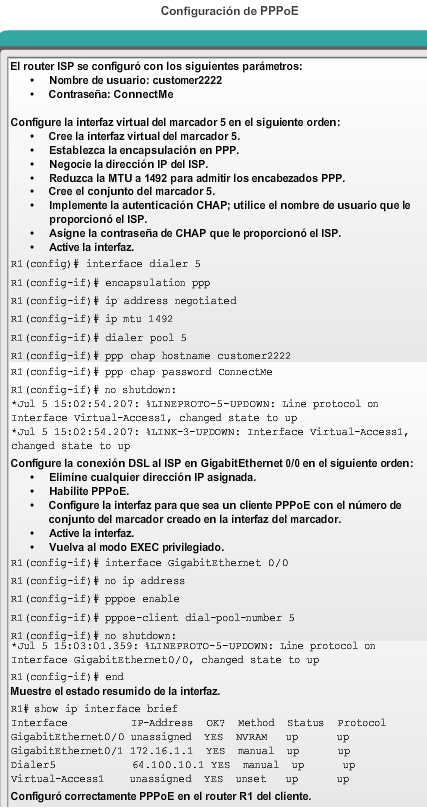 Configuración de PPPoE
El router ISP se configuró con los siguientes parámetros:
• Nombre de usuario: customer2222
• Contraseña: ConnectMe
Configure la interfaz virtual del marcador 5 en el siguiente orden:
• Cree la interfaz virtual del marcador 5.
• Establezca la encapsulación en PPP.
• Negocie la dirección IP del ISP.
• Reduzca la MTU a 1492 para admitir los encabezados PPP.
• Cree el conjunto del marcador 5.
• Implemente la autenticación CHAP; utilice el nombre de usuario que le
proporcionó el ISP.
• Asigne la contraseña de CHAP que le proporcionó el ISP.
• Active la interfaz.
R1(config)# interface dialer 5
R1(config-if)# encapsulation ppp
R1(config-if)# ip address negotiated
R1(config-if)# ip mtu 1492
R1(config-if)# dialer pool 5
R1(config-if)# ppp chap hostname customer2222
R1(config-if)# ppp chap password ConnectMe
R1(config-if)# no shutdown:
*Jul 5 15:02:54.207: %LINEPROTO-5-UPDOWN: Line protocol on
Interface Virtual-Access1, changed state to up
*Jul 5 15:02:54.207: %LINK-3-UPDOWN: Interface Virtual-Access1,
changed state to up
Configure la conexión DSL al ISP en GigabitEthernet 0/0 en el siguiente orden:
• Elimine cualquier dirección IP asignada.
• Habilite PPPoE.
• Configure la interfaz para que sea un cliente PPPoE con el número de
conjunto del marcador creado en la interfaz del marcador.
• Active la interfaz.
• Vuelva al modo EXEC privilegiado.
R1(config-if)# interface GigabitEthernet 0/0
R1(config-if)# no ip address
R1(config-if)# pppoe enable
R1(config-if)# pppoe-client dial-pool-number 5
R1(config-if)# no shutdown:
*Jul 5 15:03:01.359: %LINEPROTO-5-UPDOWN: Line protocol on
Interface GigabitEthernet0/0, changed state to up
R1(config-if)# end
Muestre el estado resumido de la interfaz.
R1# show ip interface brief
Interface IP-Address OK? Method Status Protocol
GigabitEthernet0/0 unassigned YES NVRAM up up
GigabitEthernet0/1 172.16.1.1 YES manual up up
Dialer5 64.100.10.1 YES manual up up
Virtual-Access1 unassigned YES unset up up
Configuró correctamente PPPoE en el router R1 del cliente.